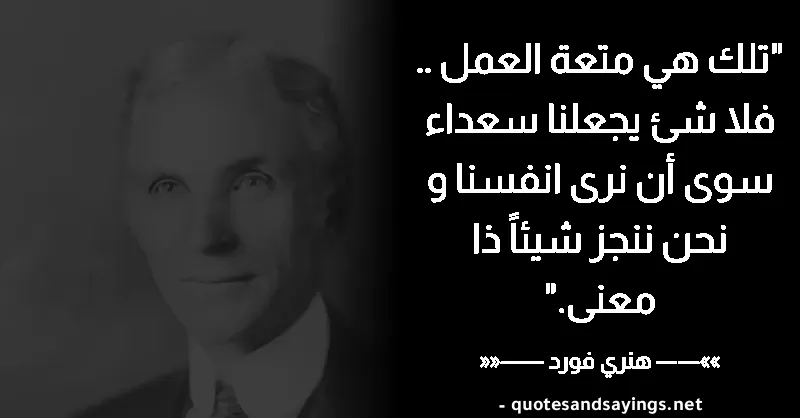 "تلك هي متعة العمل ..
فلا شئ يجعلنا سعداء
سوى أن نرى انفسنا و
نحن ننجز شيئاً ذا
معنى."
»»—— هنري فورد ——««
- quotesandsayings.net